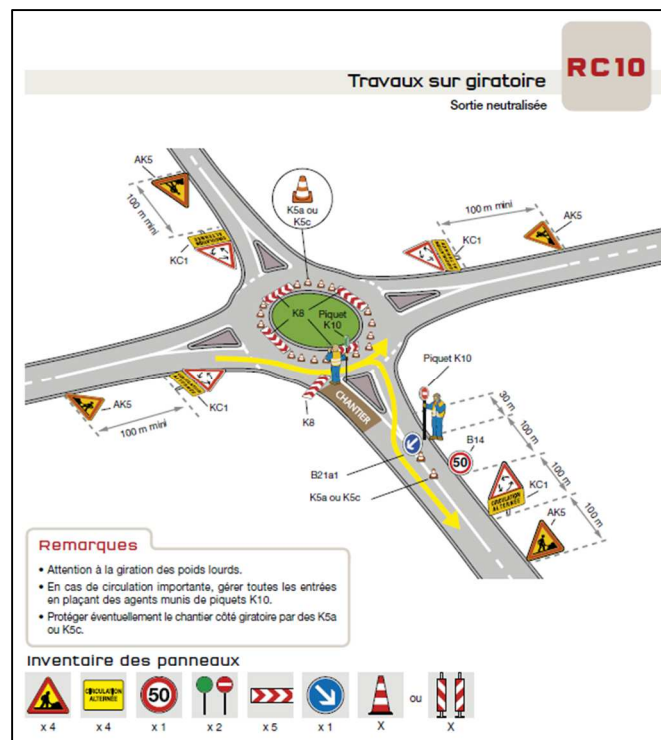 RC10
Travaux sur giratoire
Sortie neutralisée
AK5
100 m mini
KC1
K5a ou
K5c
100 m mini
AK5
KC1
K8
Piquet
K10
Piquet K10
AK5
100 m mini
KC1
K8
CHANTIER
30 m
100 m
B14
50
B21a1
K5a ou K5c
KC1
CIRCULATION
ALTERNÉE
100 m
AK5
100 m
Remarques
• Attention à la giration des poids lourds.
• En cas de circulation importante, gérer toutes les entrées
en plaçant des agents munis de piquets K10.
• Protéger éventuellement le chantier côté giratoire par des K5a
ou K5c.
Inventaire des panneaux
CIRCULATION
ALTERNÉE
50
ou
x 4
x 4
x 1
x 2
x 5
x 1
X
X